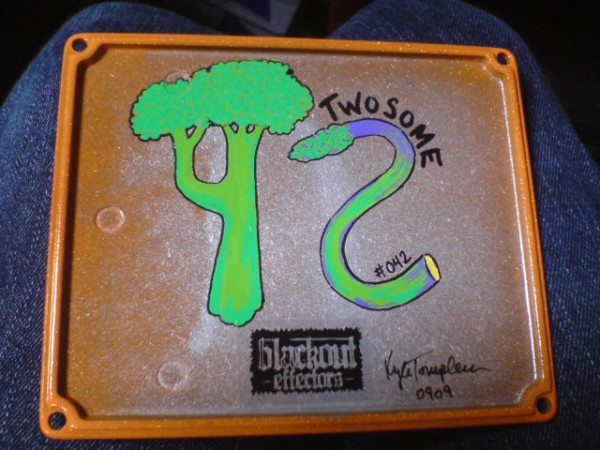 TWOSOME
#042
blackout
-effectors-
0909